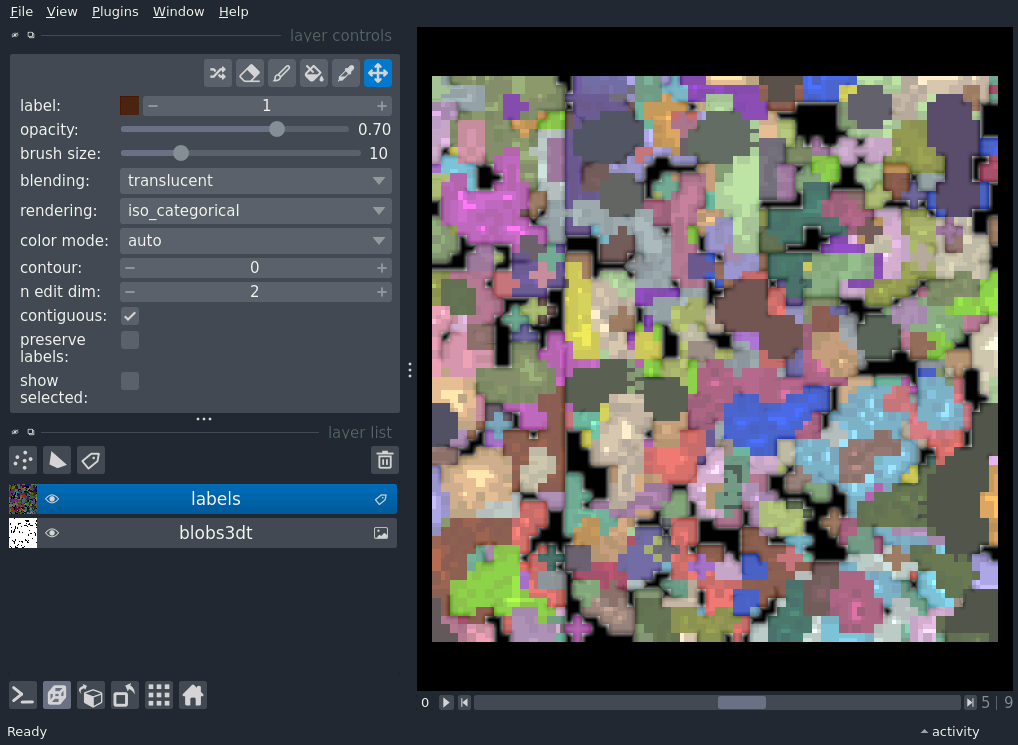 File View Plugins Window Help
layer controls
label: 1
opacity: 0.70
brush size: 10
blending: translucent
rendering: iso_categorical
color mode: auto
contour: 0
n edit dim: 2
contiguous:
preserve
labels:
show
selected:
layer list
labels
blobs3dt
0 5 | 9
Ready activity